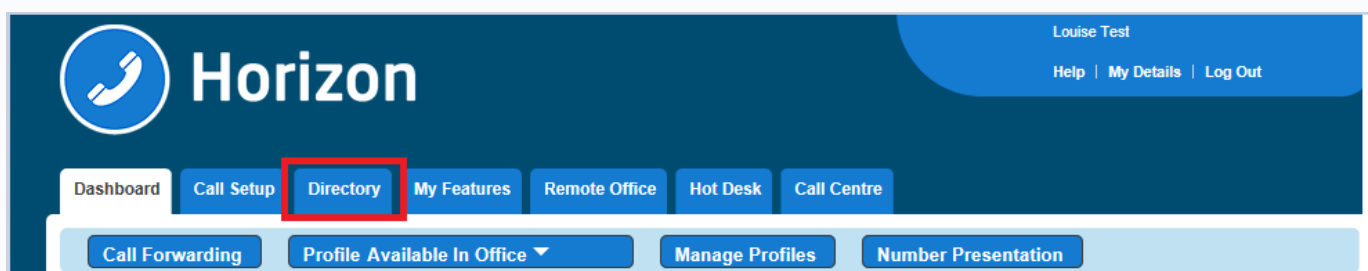 Louise Test
Horizon
Help | My Details | Log Out
Dashboard Call Setup Directory My Features Remote Office Hot Desk Call Centre
Call Forwarding Profile Available In Office Manage Profiles Number Presentation